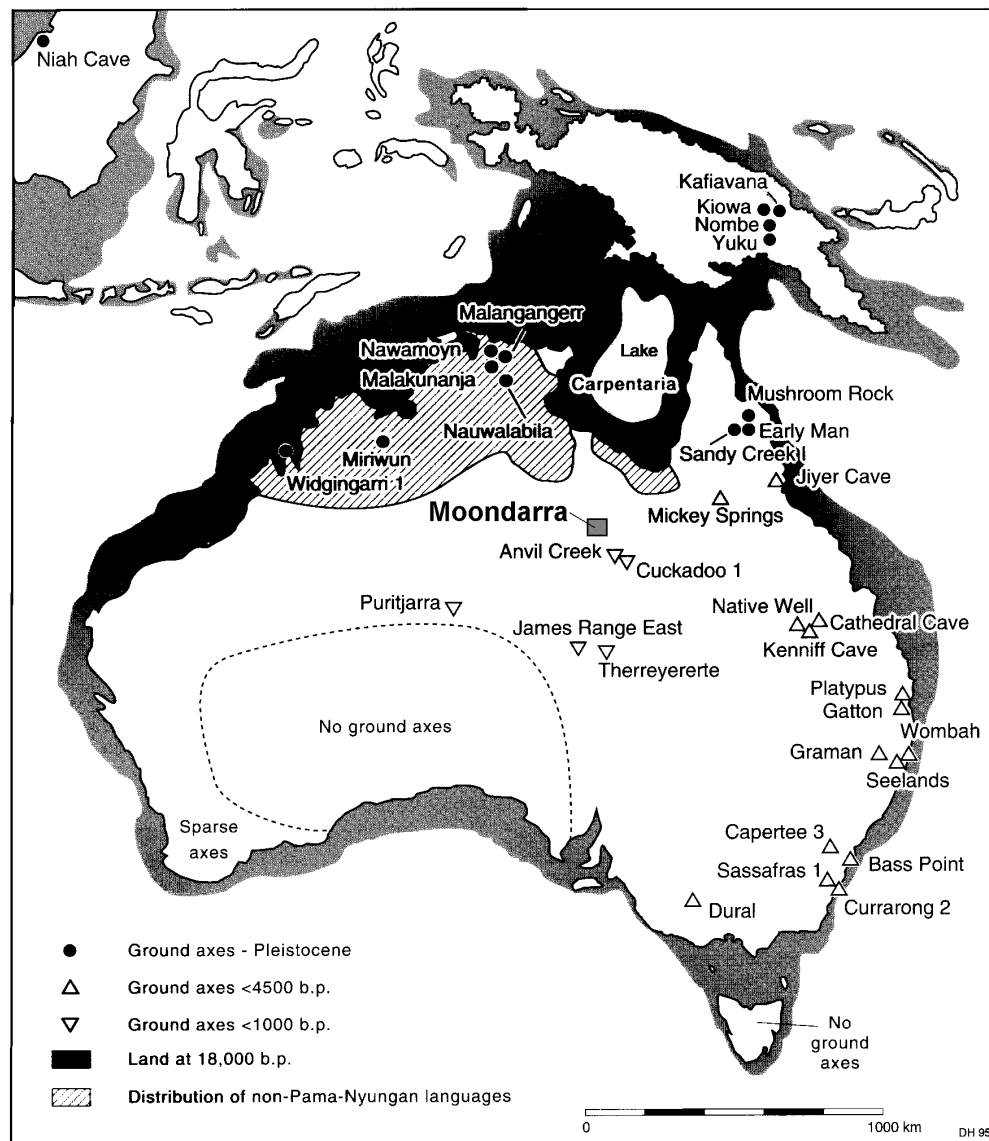 Niah Cave
Kafiavana
Kiowa
Nombe
Yuku
Malangangerr
Nawamoyn
Malakunanja
Lake
Carpentaria
Nauwalabila
Miriwun
Widgingarri 1
Mushroom Rock
Early Man
Sandy Creek I
Jiyer Cave
Mickey Springs
Moondarra
Anvil Creek
Cuckadoo 1
Puritjarra
Native Well
Cathedral Cave
Kenniff Cave
James Range East
Therreyererte
Platypus
Gatton
No ground axes
Wombah
Graman
Seelands
Sparse
axes
Capertee 3
Bass Point
Sassafras 1
Currarong 2
Dural
Ground axes - Pleistocene
Ground axes <4500 b.p.
Ground axes <1000 b.p.
Land at 18,000 b.p.
Distribution of non-Pama-Nyungan languages
No
ground
axes
0 1000 km
DH 95